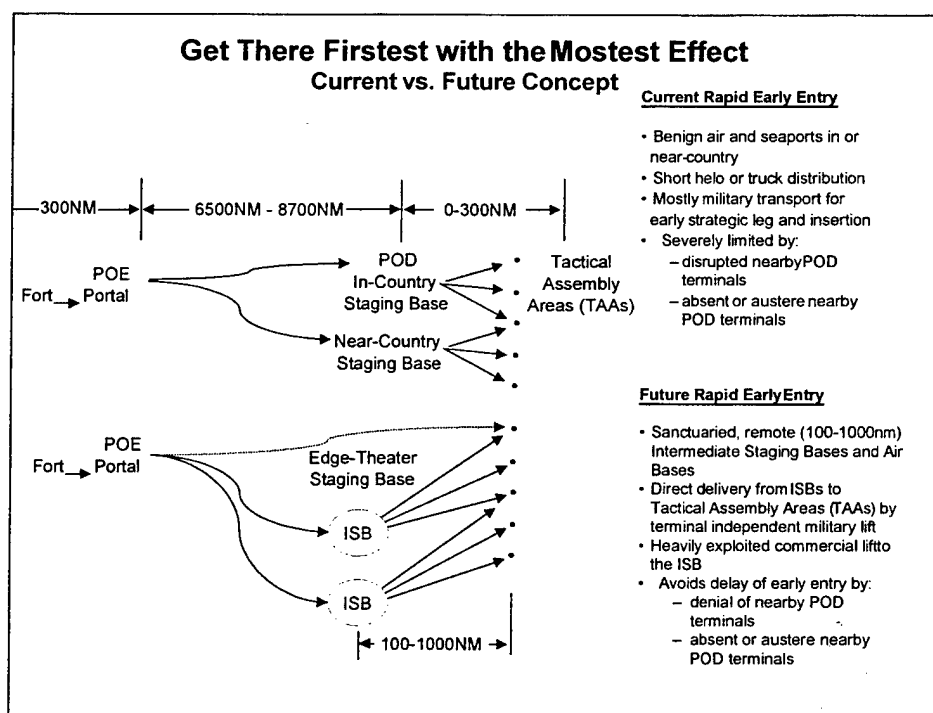 Get There Firstest with the Mostest Effect
Current vs. Future Concept
300NM
6500NM - 8700NM
0-300NM
POE
Fort Portal
POD
In-Country
Staging Base
Near-Country
Staging Base
Tactical
Assembly
Areas (TAAs)
POE
Fort Portal
Edge-Theater
Staging Base
ISB
ISB
100-1000NM
Current Rapid Early Entry
• Benign air and seaports in or
near-country
• Short helo or truck distribution
• Mostly military transport for
early strategic leg and insertion
• Severely limited by:
– disrupted nearby POD
terminals
– absent or austere nearby
POD terminals
Future Rapid Early Entry
• Sanctuaried, remote (100-1000nm)
Intermediate Staging Bases and Air
Bases
• Direct delivery from ISBs to
Tactical Assembly Areas (TAAs) by
terminal independent military lift
• Heavily exploited commercial lift to
the ISB
• Avoids delay of early entry by:
– denial of nearby POD
terminals
– absent or austere nearby
POD terminals